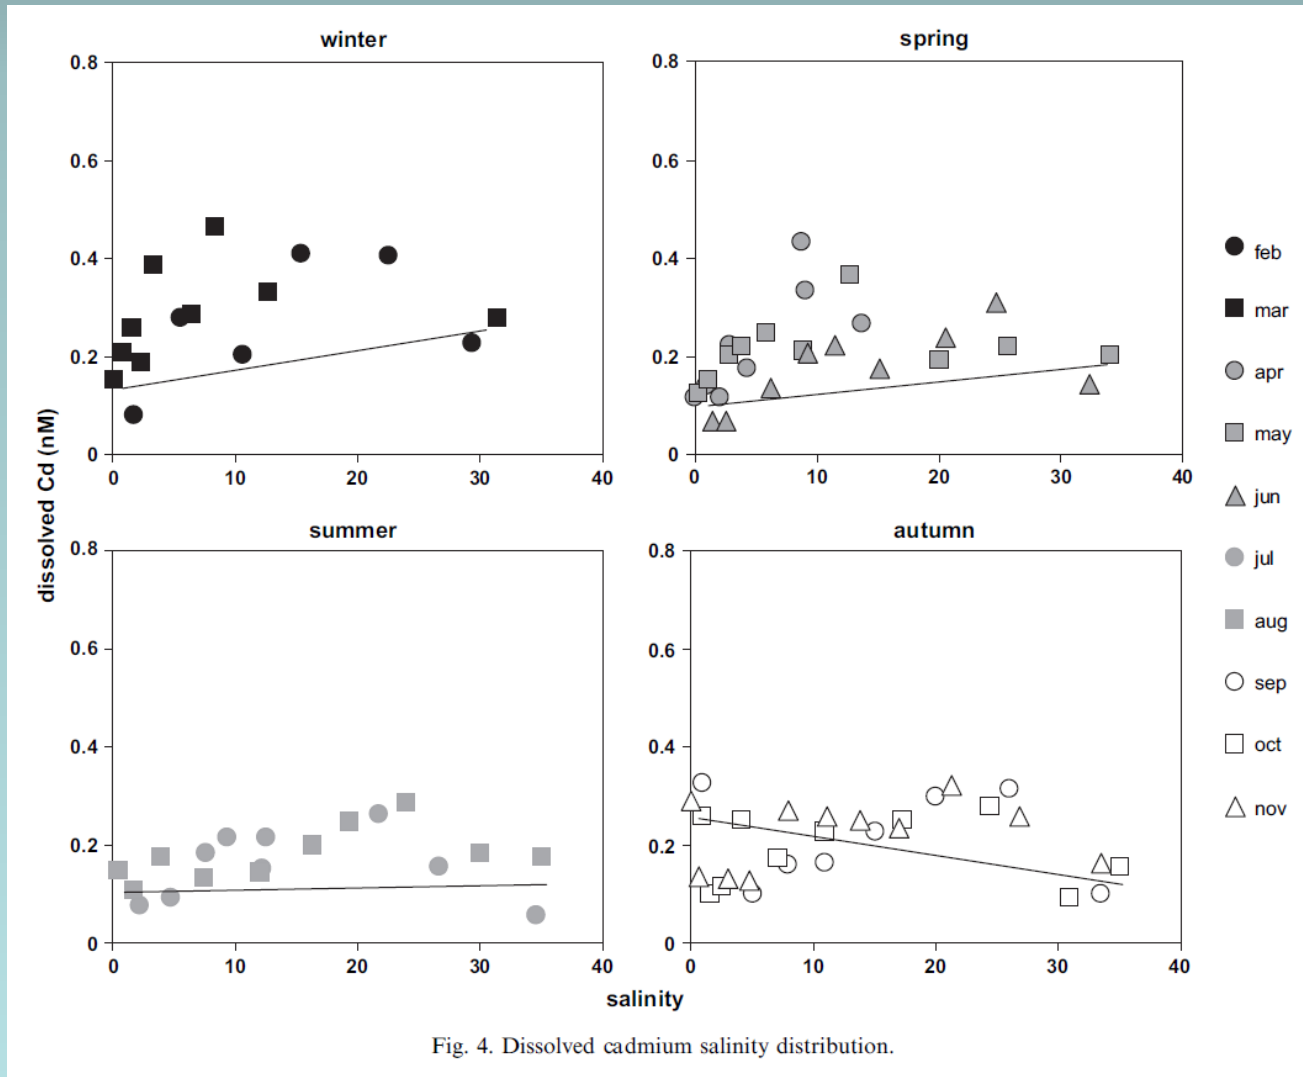 winter
0.8
0.6
0.4
0.2
0
0 10 20 30 40
spring
0.8
0.6
0.4
0.2
0
0 10 20 30 40
dissolved Cd (nM)
summer
0.8
0.6
0.4
0.2
0
0 10 20 30 40
autumn
0.8
0.6
0.4
0.2
0
0 10 20 30 40
salinity
feb
mar
apr
may
jun
jul
aug
sep
oct
nov
Fig. 4. Dissolved cadmium salinity distribution.